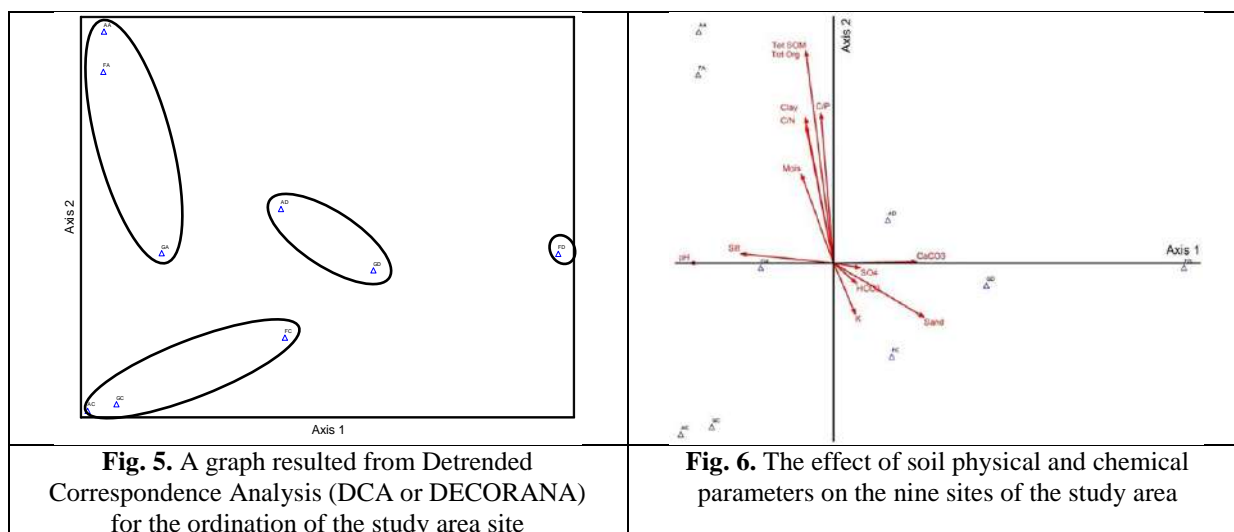 AA
FA
AD
GA
FD
GD
FC
GC
AC
Axis 2
Axis 1
Fig. 5. A graph resulted from Detrended
Correspondence Analysis (DCA or DECORANA)
for the ordination of the study area site
AA
FA
Axis 2
Tet SOM
Tot Org
Clay
C/P
C/N
Mois
AD
Silt
pH
CaCO3
Axis 1
SO4
HCO3
GD
K
Sand
Fig. 6. The effect of soil physical and chemical
parameters on the nine sites of the study area